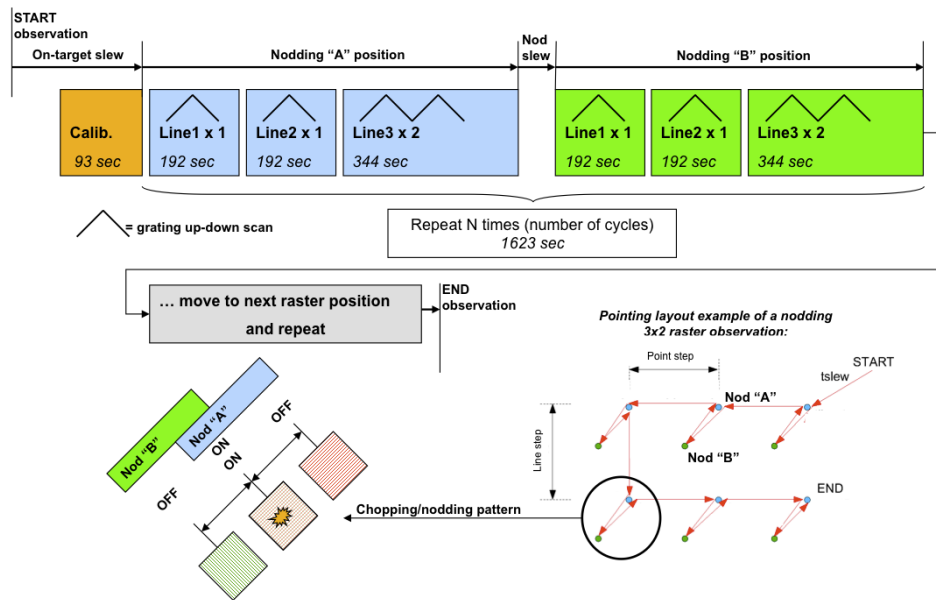 START
observation
On-target slew
Nodding “A” position
Nod
slew
Nodding “B” position
Calib.
93 sec
Line1 x 1
192 sec
Line2 x 1
192 sec
Line3 x 2
344 sec
Line1 x 1
192 sec
Line2 x 1
192 sec
Line3 x 2
344 sec
= grating up-down scan
Repeat N times (number of cycles)
1623 sec
… move to next raster position
and repeat
END
observation
Pointing layout example of a nodding
3x2 raster observation:
Point step
START
tslew
Nod “A”
Line step
Nod “B”
END
Nod “B”
Nod “A”
OFF
ON
ON
OFF
Chopping/nodding pattern